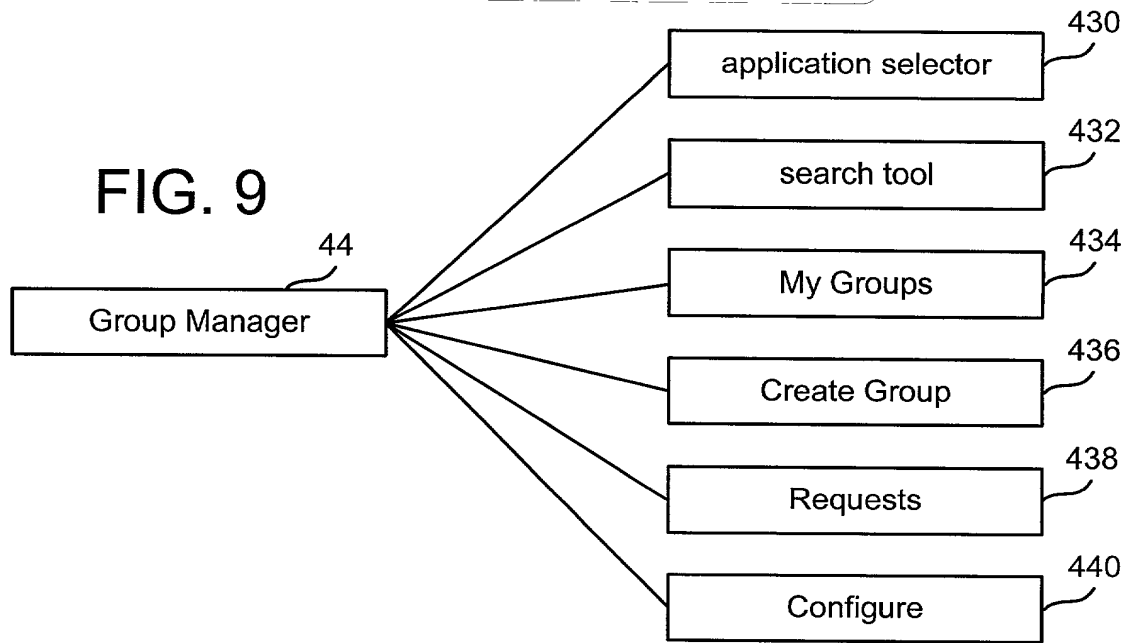 430
application selector
432
search tool
FIG. 9
44
434
My Groups
Group Manager
436
Create Group
438
Requests
440
Configure